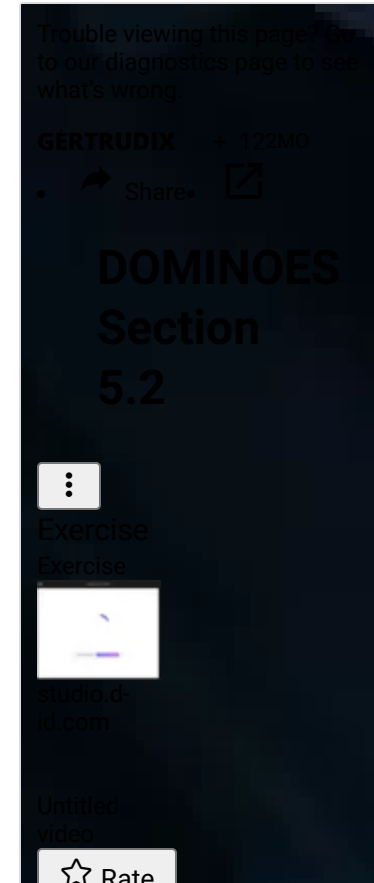 Trouble viewing this page? Go
to our diagnostics page to see
what's wrong.
GERTRUDIX + 122MO
Share
DOMINOES
Section
5.2
Exercise
Exercise
studio.d-
id.com
Untitled
video
Rate